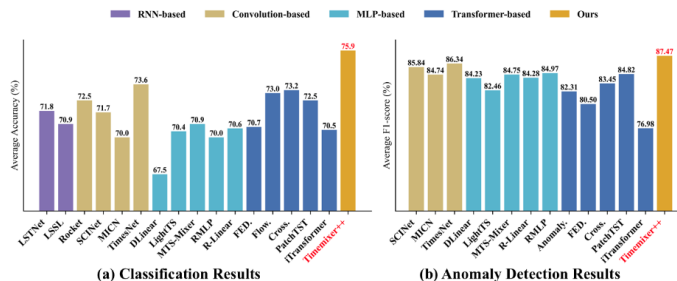 RNN-based
Convolution-based
MLP-based
Transformer-based
Ours
Average Accuracy (%)
71.8
70.9
72.5
71.7
70.0
73.6
67.5
70.4
70.9
70.0
70.6
70.7
73.0
73.2
72.5
70.5
75.9
LSTNet
LSSL
Rocket
SCINet
MICN
TimesNet
DLinear
LightTS
MTS-Mixer
RMLP
R-Linear
FED.
Flow.
Cross.
PatchTST
iTransformer
Timemixer++
(a) Classification Results
Average F1-score (%)
85.84
84.74
86.34
84.23
82.46
84.75
84.28
84.97
82.31
80.50
83.45
84.82
76.98
87.47
SCINet
MICN
TimesNet
DLinear
LightTS
MTS-Mixer
R-Linear
RMLP
Anomaly.
FED.
Cross.
PatchTST
iTransformer
Timemixer++
(b) Anomaly Detection Results